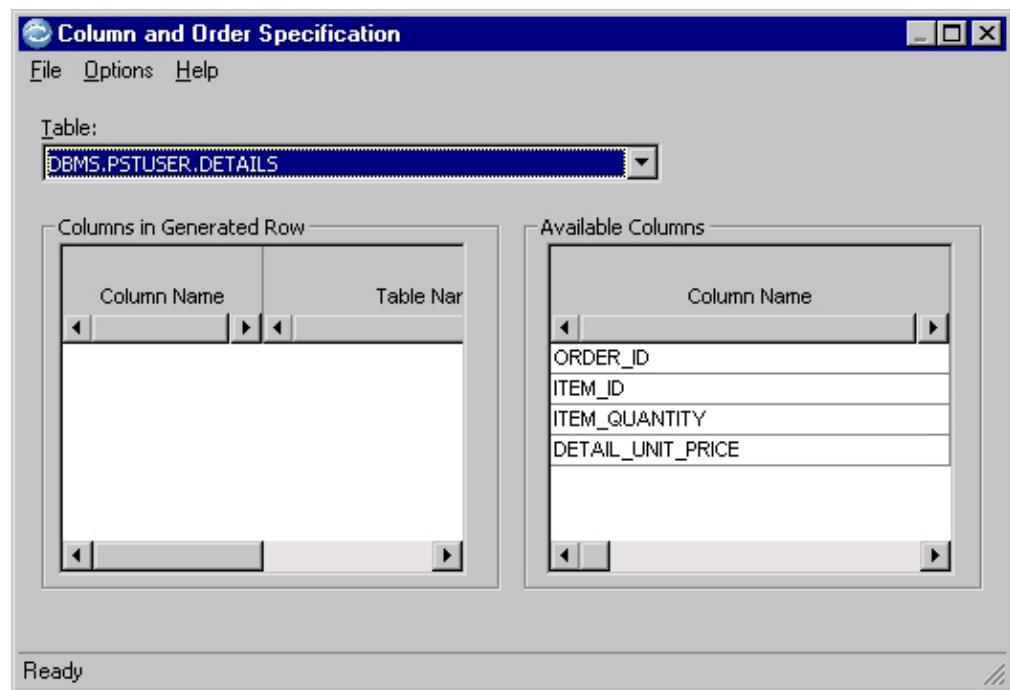 Column and Order Specification
File Options Help
Table:
DBMS.PSTUSER.DETAILS
Columns in Generated Row
Column Name Table Nar
Available Columns
Column Name
ORDER_ID
ITEM_ID
ITEM_QUANTITY
DETAIL_UNIT_PRICE
Ready